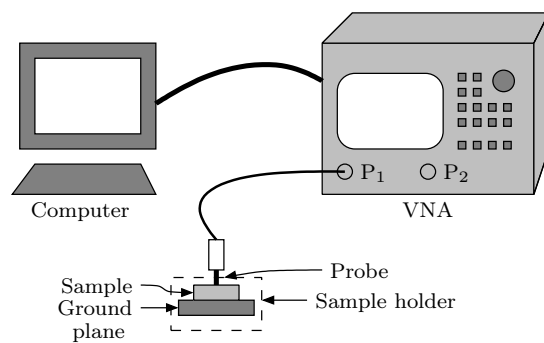 P₁
P₂
Computer
VNA
Probe
Sample
Sample holder
Ground
plane